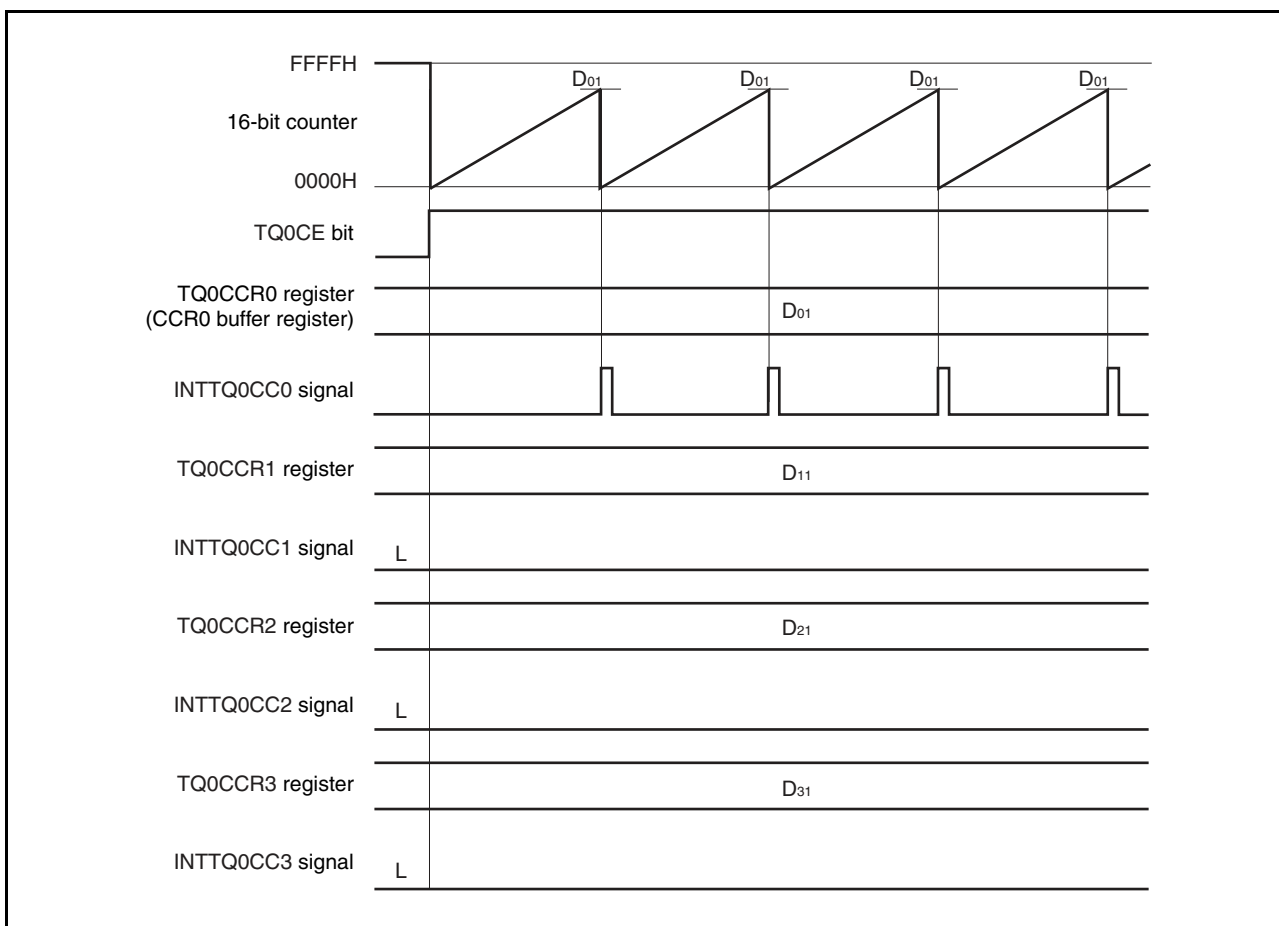 FFFFH
D01 D01 D01 D01
16-bit counter
0000H
TQ0CE bit
TQ0CCR0 register
(CCR0 buffer register)
D01
INTTQ0CC0 signal
TQ0CCR1 register
D11
INTTQ0CC1 signal
L
TQ0CCR2 register
D21
INTTQ0CC2 signal
L
TQ0CCR3 register
D31
INTTQ0CC3 signal
L